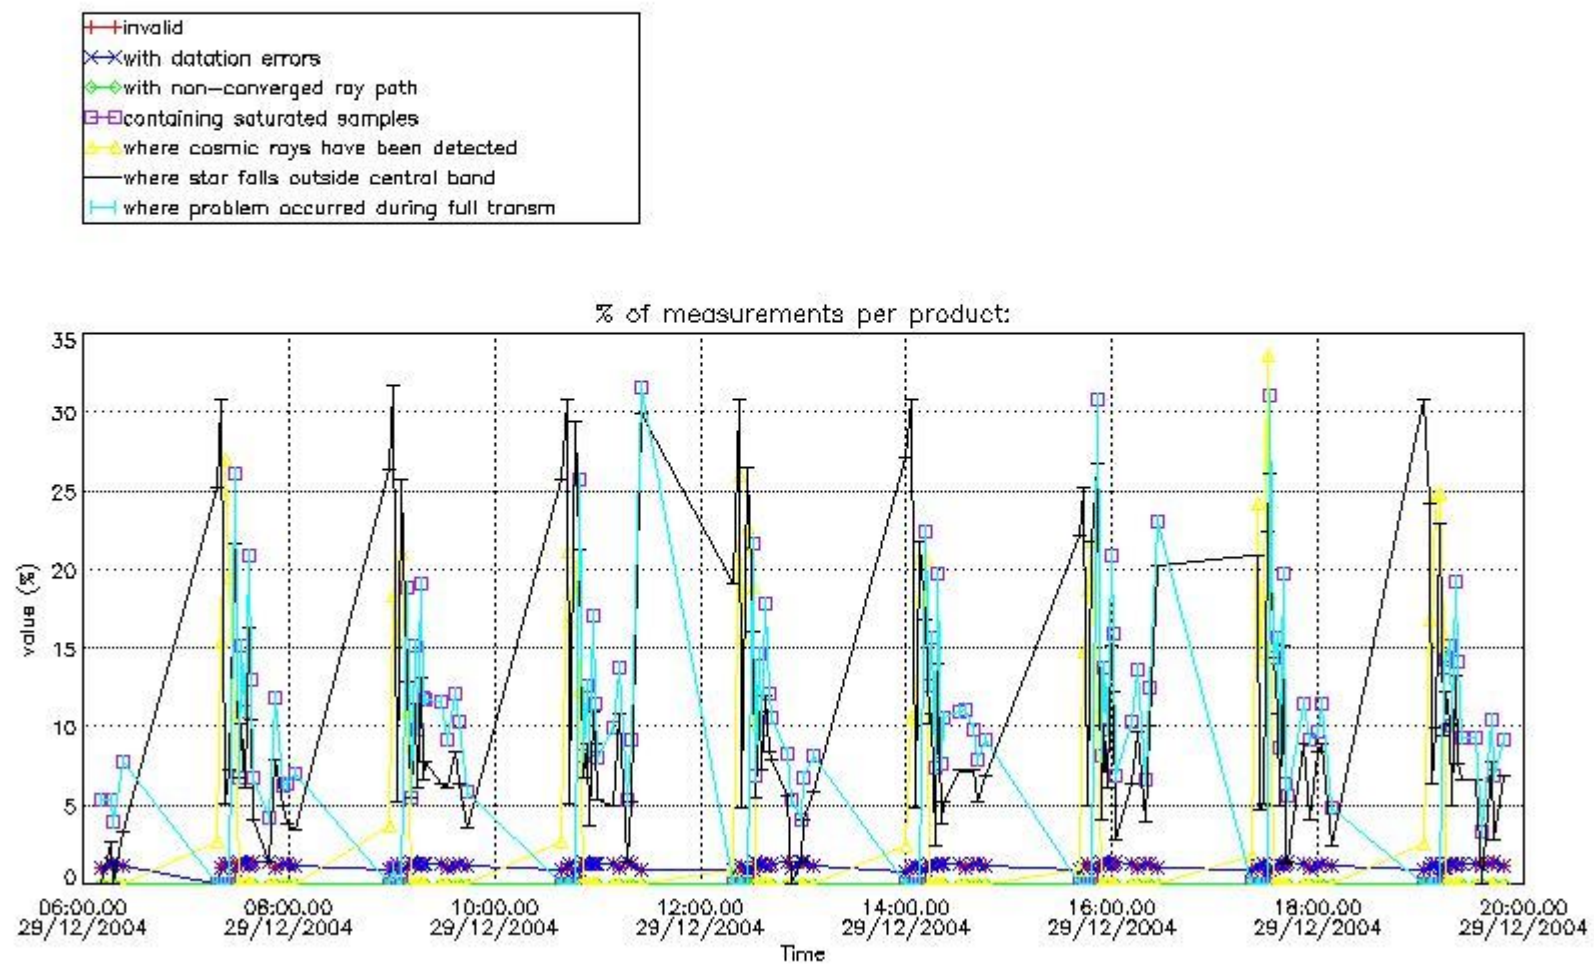 invalid
with datation errors
with non-converged ray path
containing saturated samples
where cosmic rays have been detected
where star falls outside central band
where problem occurred during full transm
% of measurements per product:
35
30
25
20
15
10
5
0
value (%)
06:00:00 08:00:00 10:00:00 12:00:00 14:00:00 16:00:00 18:00:00 20:00:00
29/12/2004 29/12/2004 29/12/2004 29/12/2004 29/12/2004 29/12/2004 29/12/2004 29/12/2004
Time